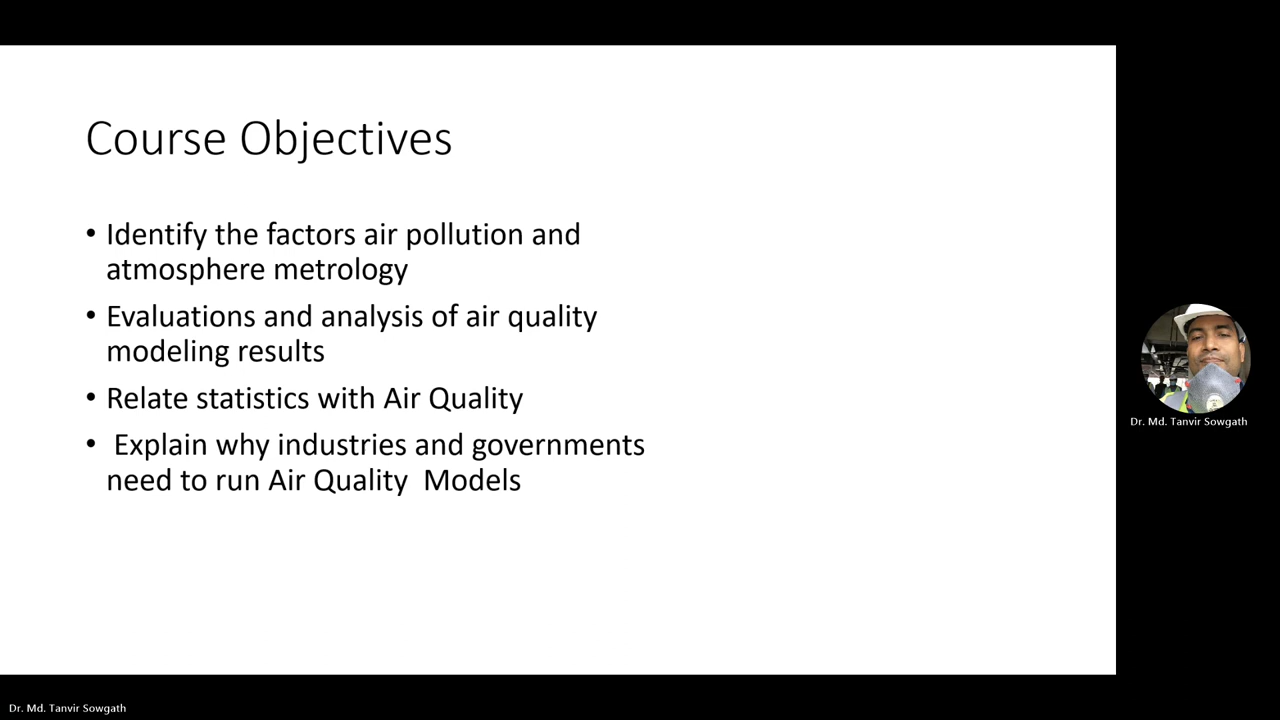 Course Objectives
• Identify the factors air pollution and
atmosphere metrology
• Evaluations and analysis of air quality
modeling results
• Relate statistics with Air Quality
• Explain why industries and governments
need to run Air Quality  Models
Dr. Md. Tanvir Sowgath
Dr. Md. Tanvir Sowgath